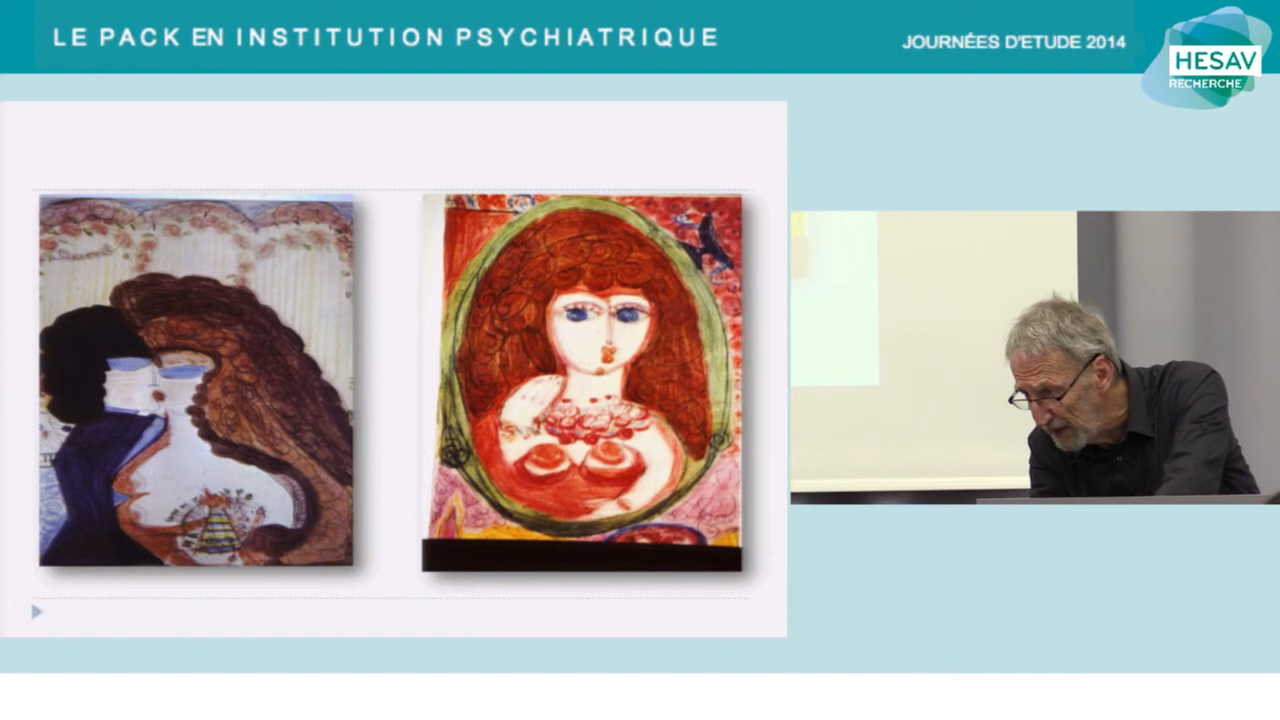 LE PACK EN INSTITUTION PSYCHIATRIQUE
JOURNÉES D'ETUDE 2014
HESAV
RECHERCHE